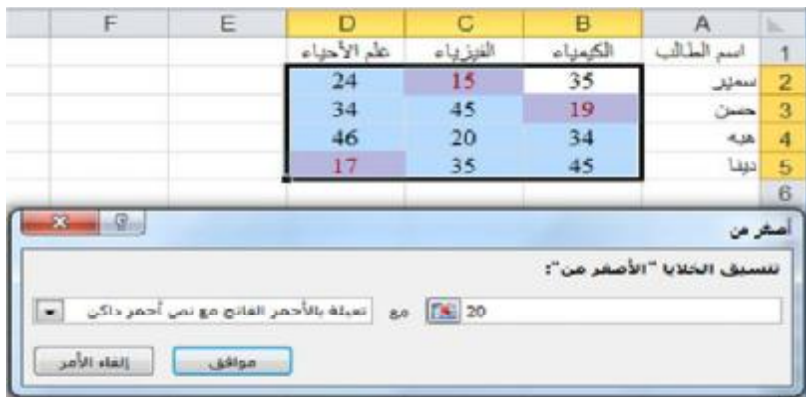 A B C D E F
1 اسم الطالب الكيمياء الفيزياء علم الأحياء
2 سمير 35 15 24
3 حسن 19 45 34
4 هبه 34 20 46
5 دينا 45 35 17
6
أصغر من
تنسيق الخلايا "الأصغر من":
20 مع تعبئة بالأحمر الفاتح مع نص أحمر داكن
موافق إلغاء الأمر